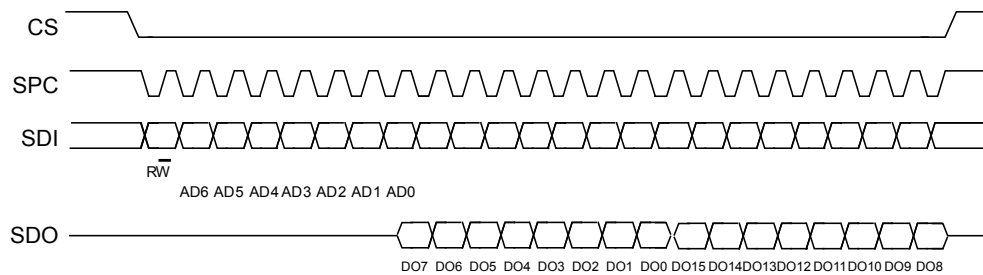 CS
SPC
SDI
RW
AD6 AD5 AD4 AD3 AD2 AD1 AD0
SDO
DO7 DO6 DO5 DO4 DO3 DO2 DO1 DO0 DO15 DO14 DO13 DO12 DO11 DO10 DO9 DO8